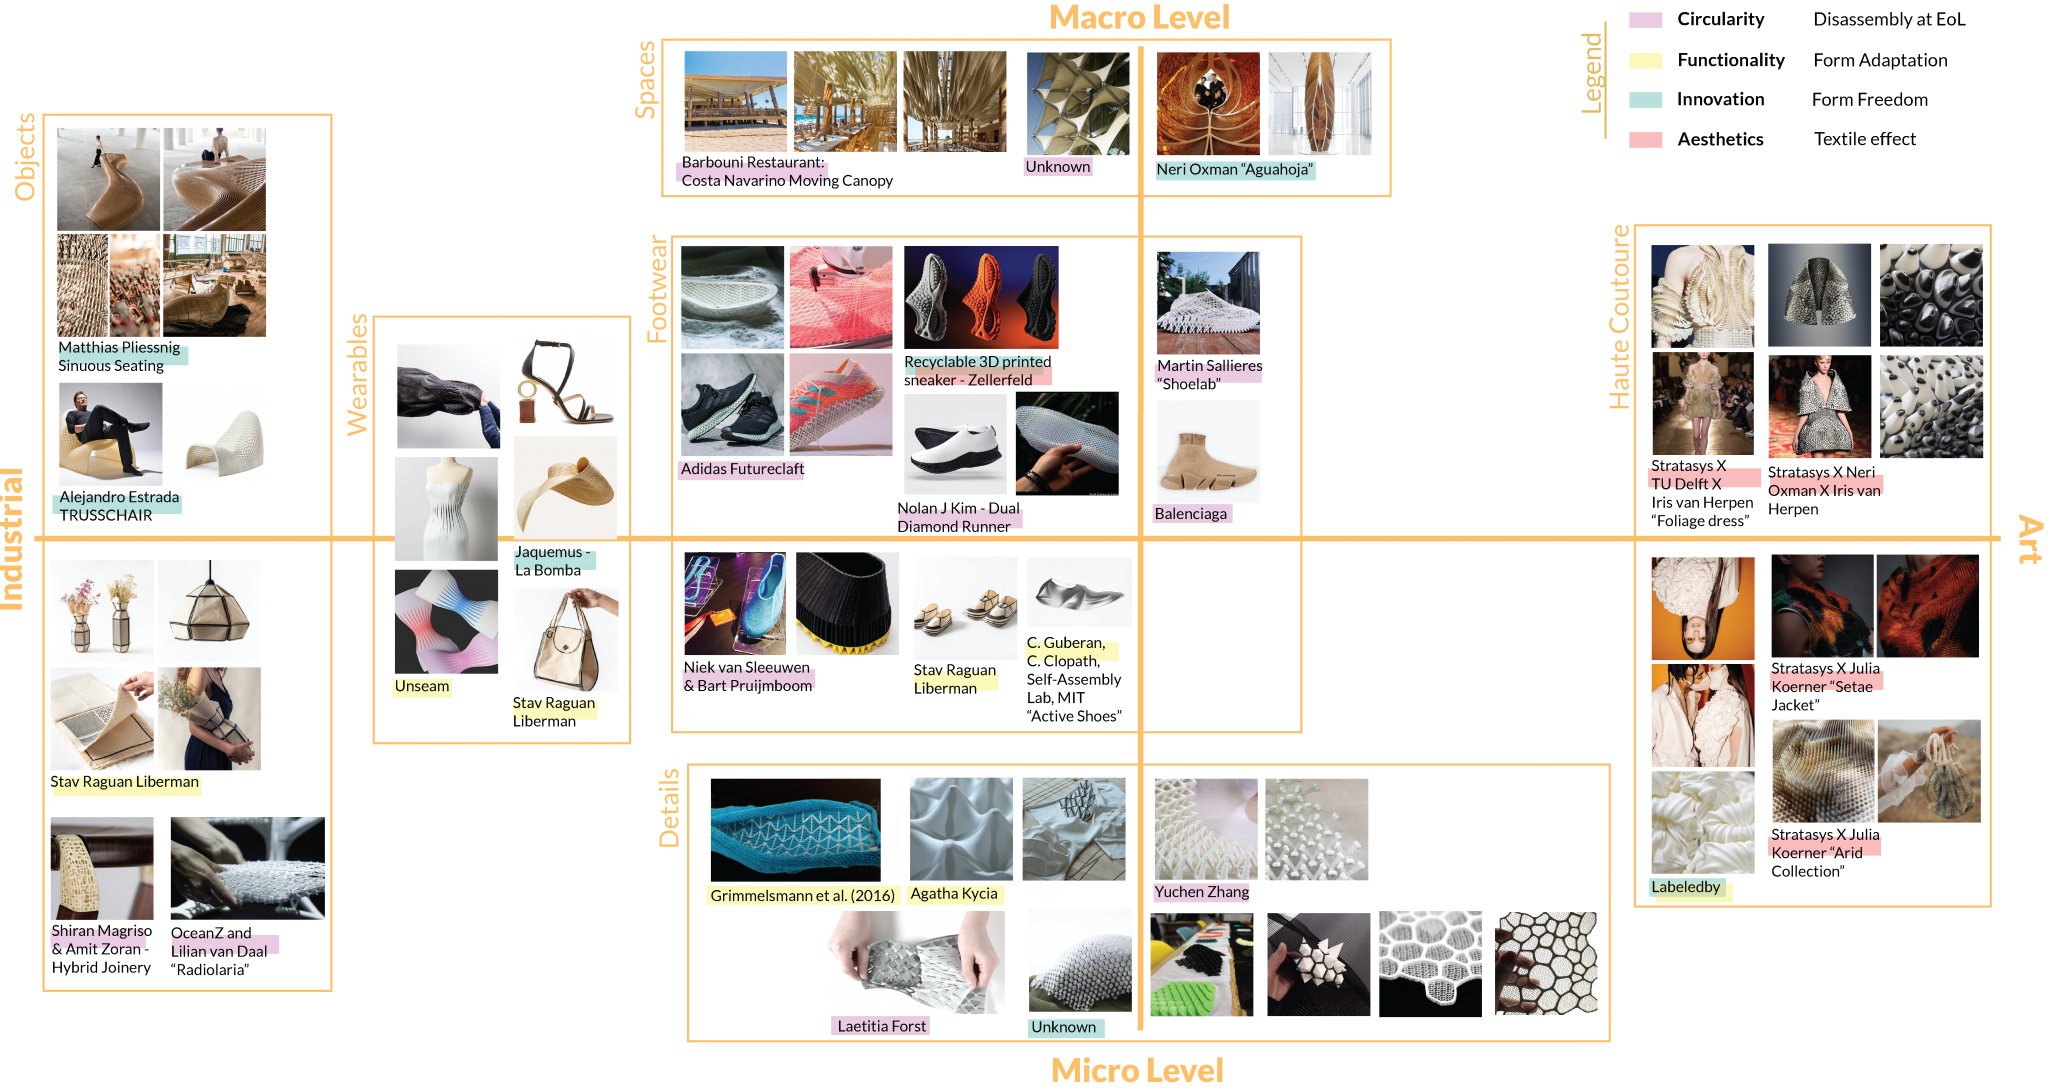 Macro Level
Legend
Circularity Disassembly at EoL
Functionality Form Adaptation
Innovation Form Freedom
Aesthetics Textile effect
Spaces
Barbouni Restaurant:
Costa Navarino Moving Canopy
Unknown
Neri Oxman “Aguahoja”
Objects
Matthias Pliessnig
Sinuous Seating
Alejandro Estrada
TRUSSCHAIR
Stav Raguan Liberman
Shiran Magriso
& Amit Zoran -
Hybrid Joinery
OceanZ and
Lilian van Daal
“Radiolaria”
Wearables
Jaquemus -
La Bomba
Unseam
Stav Raguan
Liberman
Footwear
Adidas Futureclaft
Recyclable 3D printed
sneaker - Zellerfeld
Nolan J Kim - Dual
Diamond Runner
Martin Sallieres
“Shoelab”
Balenciaga
Niek van Sleeuwen
& Bart Pruijmboom
Stav Raguan
Liberman
C. Guberan,
C. Clopath,
Self-Assembly
Lab, MIT
“Active Shoes”
Haute Coutoure
Stratasys X
TU Delft X
Iris van Herpen
“Foliage dress”
Stratasys X Neri
Oxman X Iris van
Herpen
Labeledby
Stratasys X Julia
Koerner “Setae
Jacket”
Stratasys X Julia
Koerner “Arid
Collection”
Details
Grimmelsmann et al. (2016)
Agatha Kycia
Laetitia Forst
Unknown
Yuchen Zhang
Industrial
Art
Micro Level